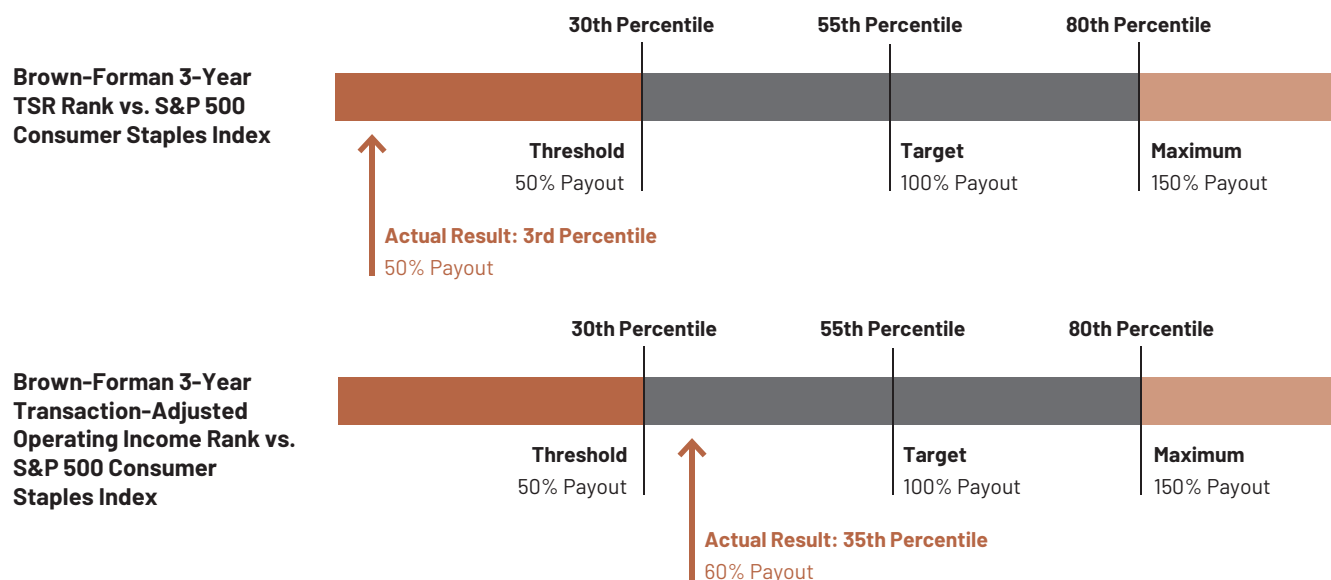 30th Percentile
55th Percentile
80th Percentile
Brown-Forman 3-Year
TSR Rank vs. S&P 500
Consumer Staples Index
Threshold
50% Payout
Target
100% Payout
Maximum
150% Payout
Actual Result: 3rd Percentile
50% Payout
30th Percentile
55th Percentile
80th Percentile
Brown-Forman 3-Year
Transaction-Adjusted
Operating Income Rank vs.
S&P 500 Consumer
Staples Index
Threshold
50% Payout
Target
100% Payout
Maximum
150% Payout
Actual Result: 35th Percentile
60% Payout